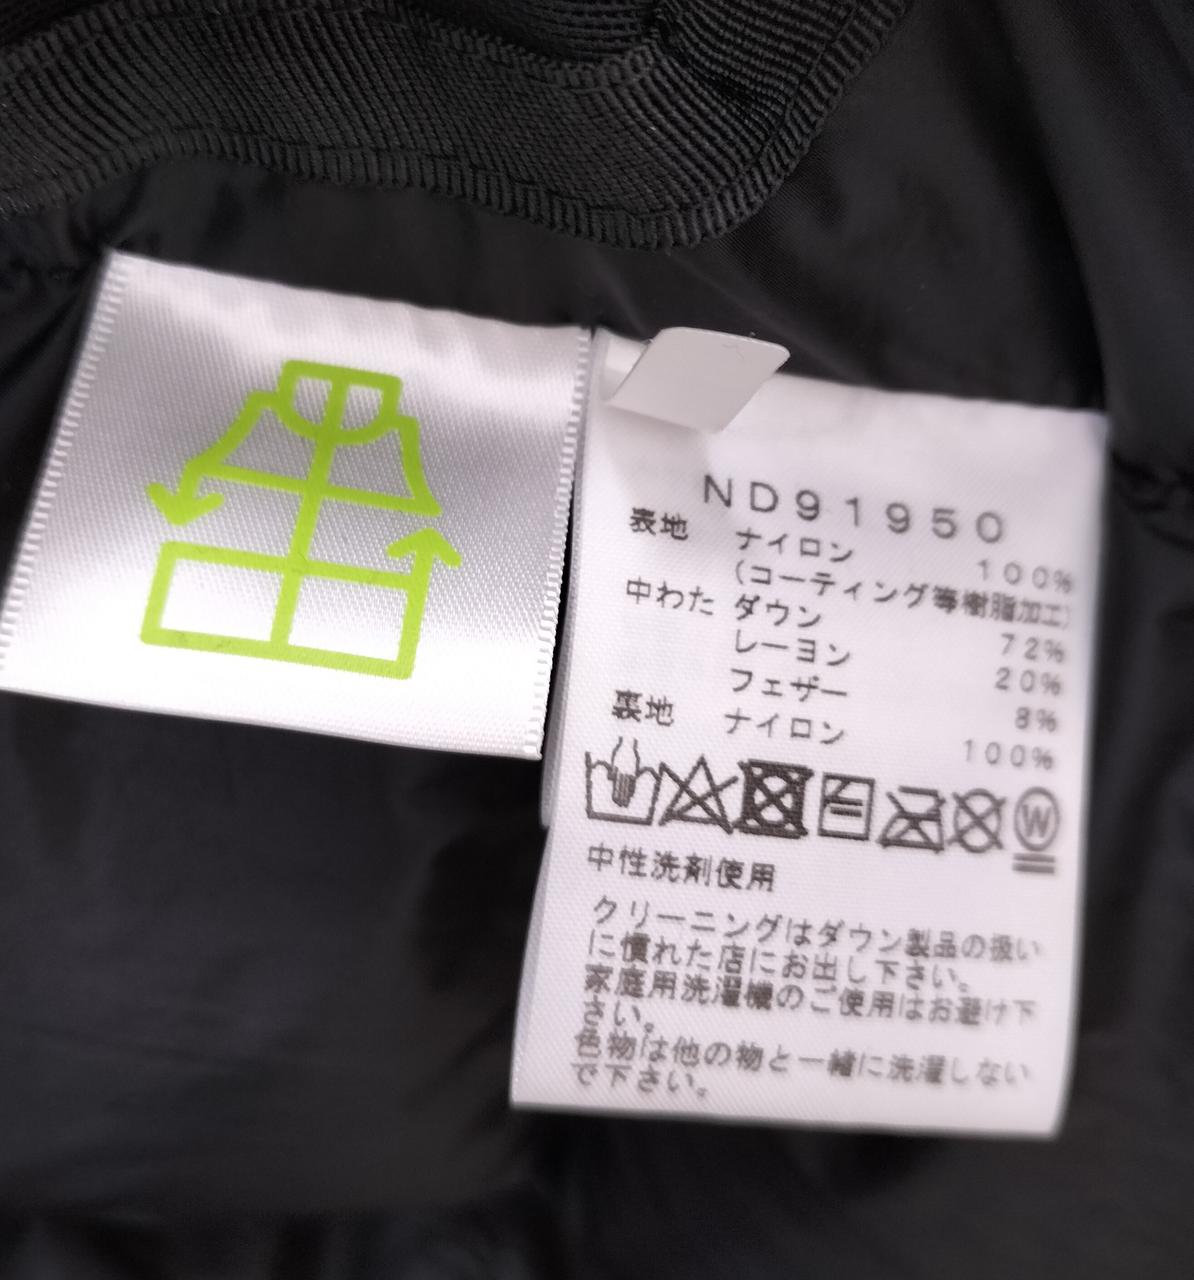 ND91950
表地 ナイロン 100%
(コーティング等樹脂加工)
中わた ダウン 72%
レーヨン 20%
フェザー 8%
裏地 ナイロン 100%
W
中性洗剤使用
クリーニングはダウン製品の扱い
に慣れた店にお出し下さい。
家庭用洗濯機のご使用はお避け下
さい。
色物は他の物と一緒に洗濯しない
で下さい。